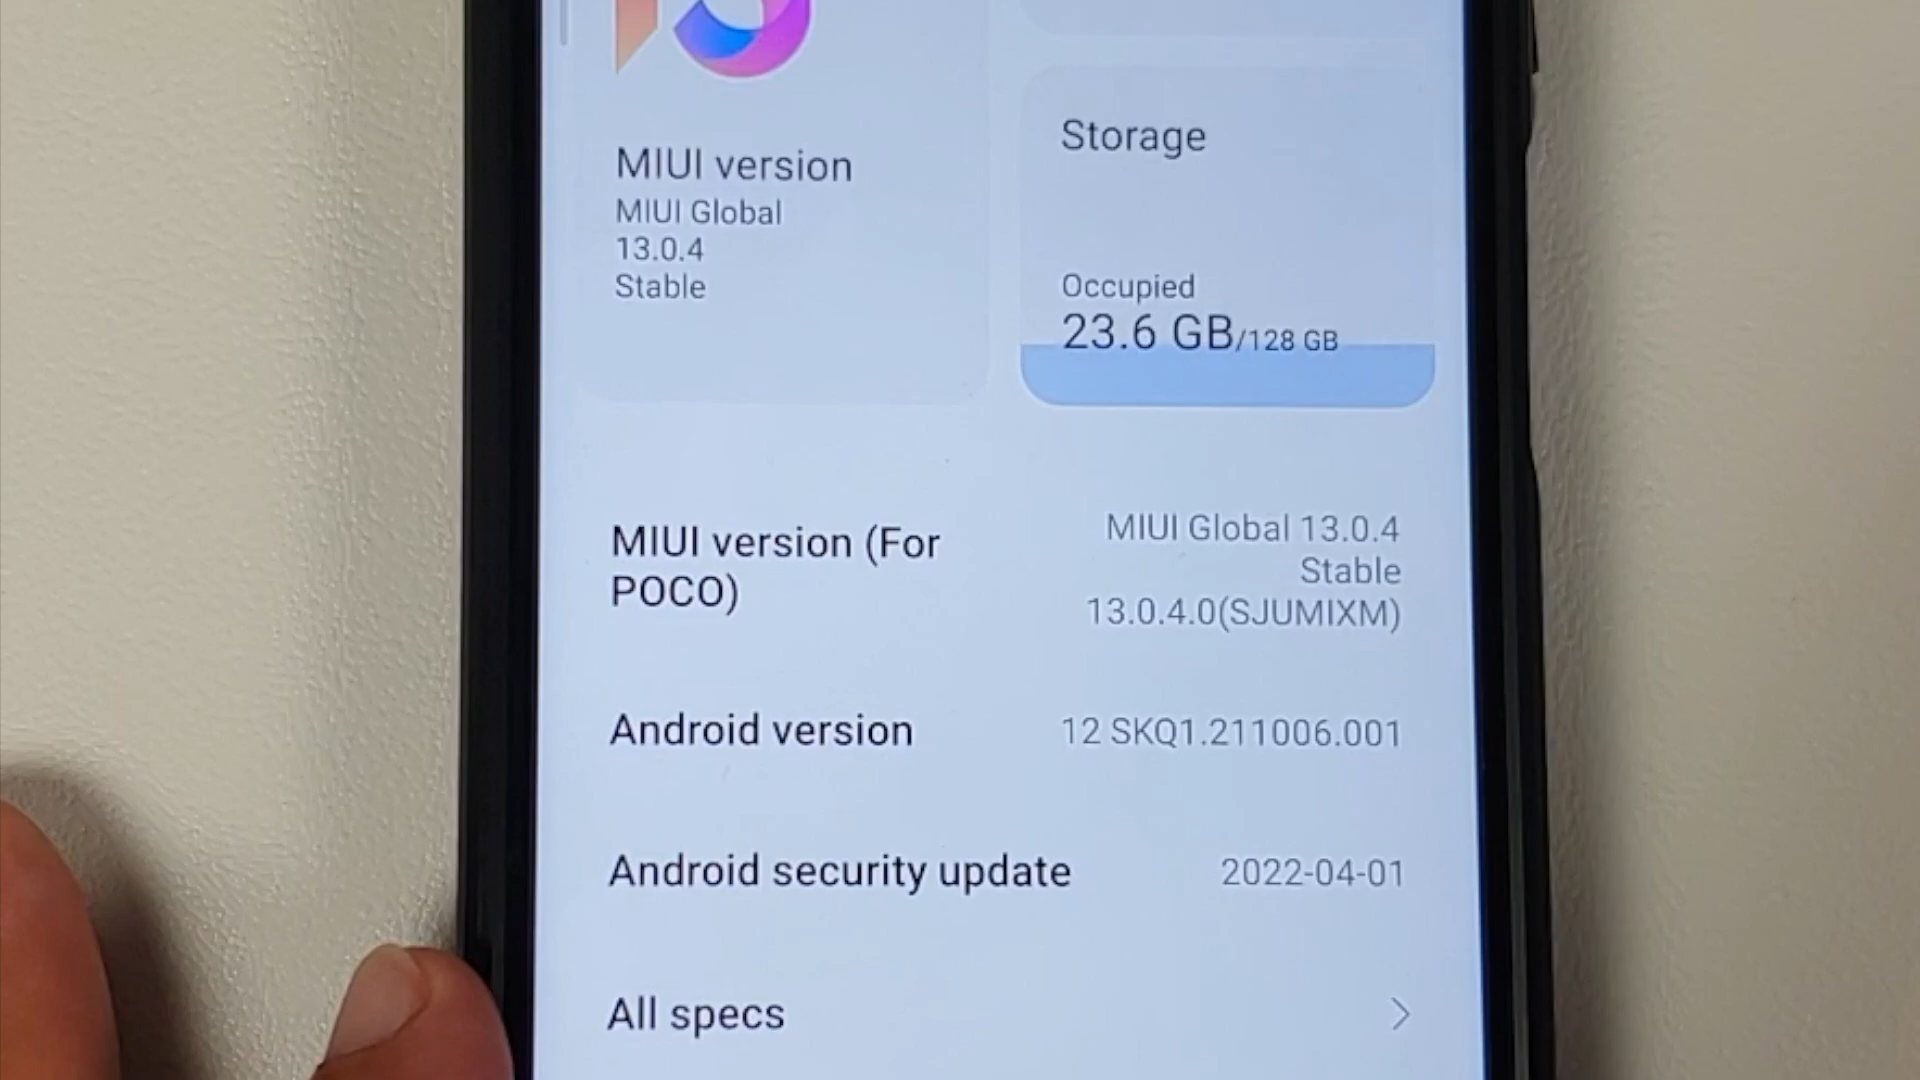 MIUI version
MIUI Global
13.0.4
Stable
Storage
Occupied
23.6 GB/128 GB
MIUI version (For
POCO)
MIUI Global 13.0.4
Stable
13.0.4.0(SJUMIXM)
Android version
12 SKQ1.211006.001
Android security update
2022-04-01
All specs